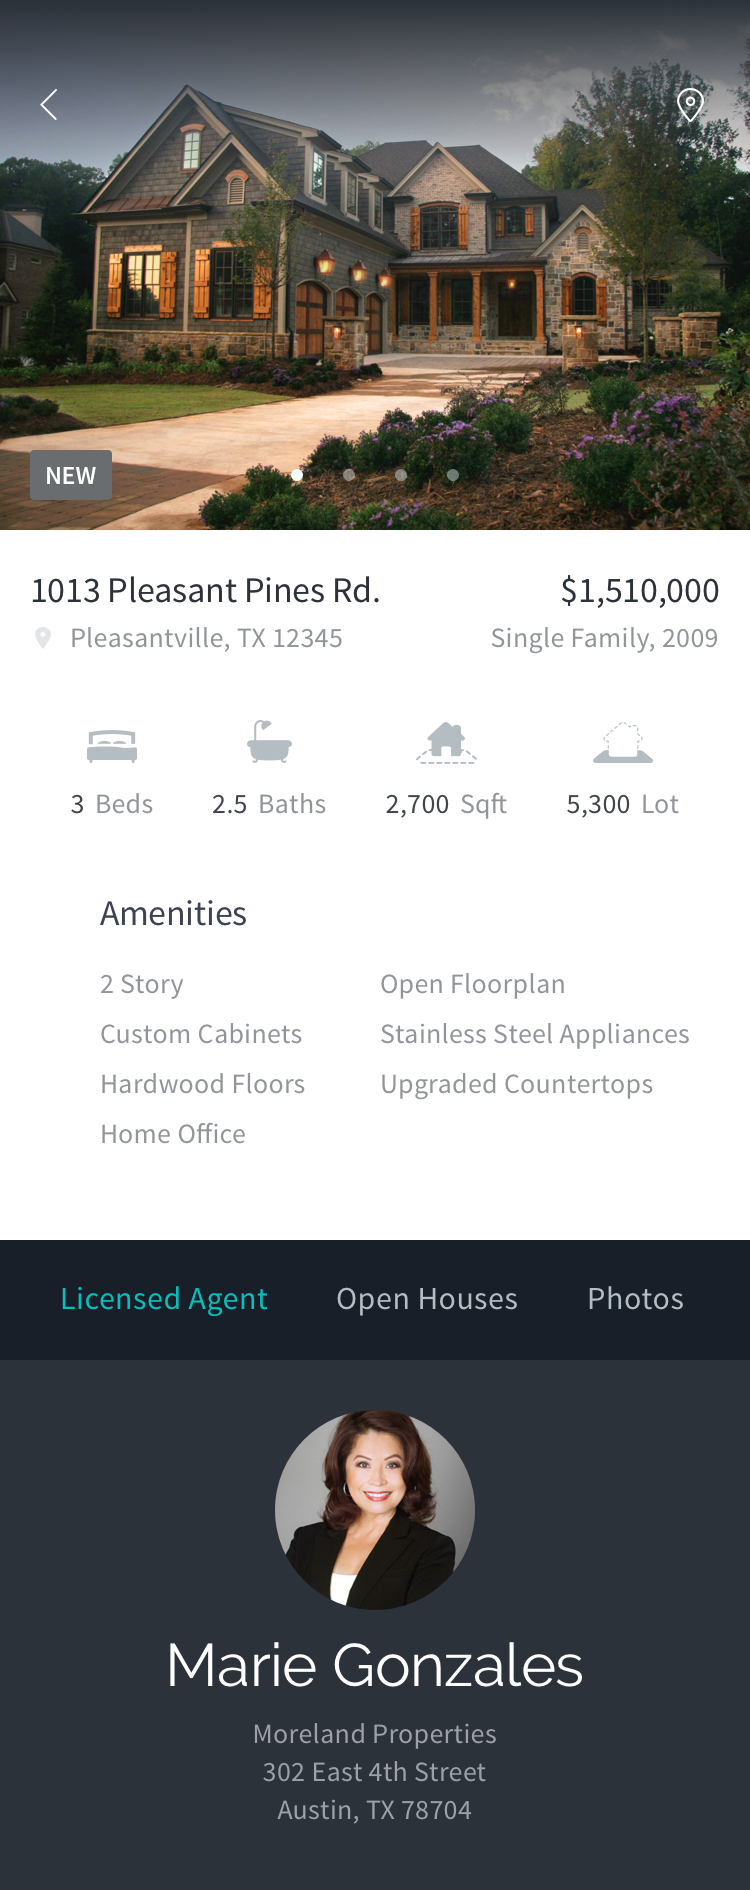 NEW
1013 Pleasant Pines Rd.
$1,510,000
Pleasantville, TX 12345
Single Family, 2009
3 Beds
2.5 Baths
2,700 Sqft
5,300 Lot
Amenities
2 Story
Open Floorplan
Custom Cabinets
Stainless Steel Appliances
Hardwood Floors
Upgraded Countertops
Home Office
Licensed Agent
Open Houses
Photos
Marie Gonzales
Moreland Properties
302 East 4th Street
Austin, TX 78704